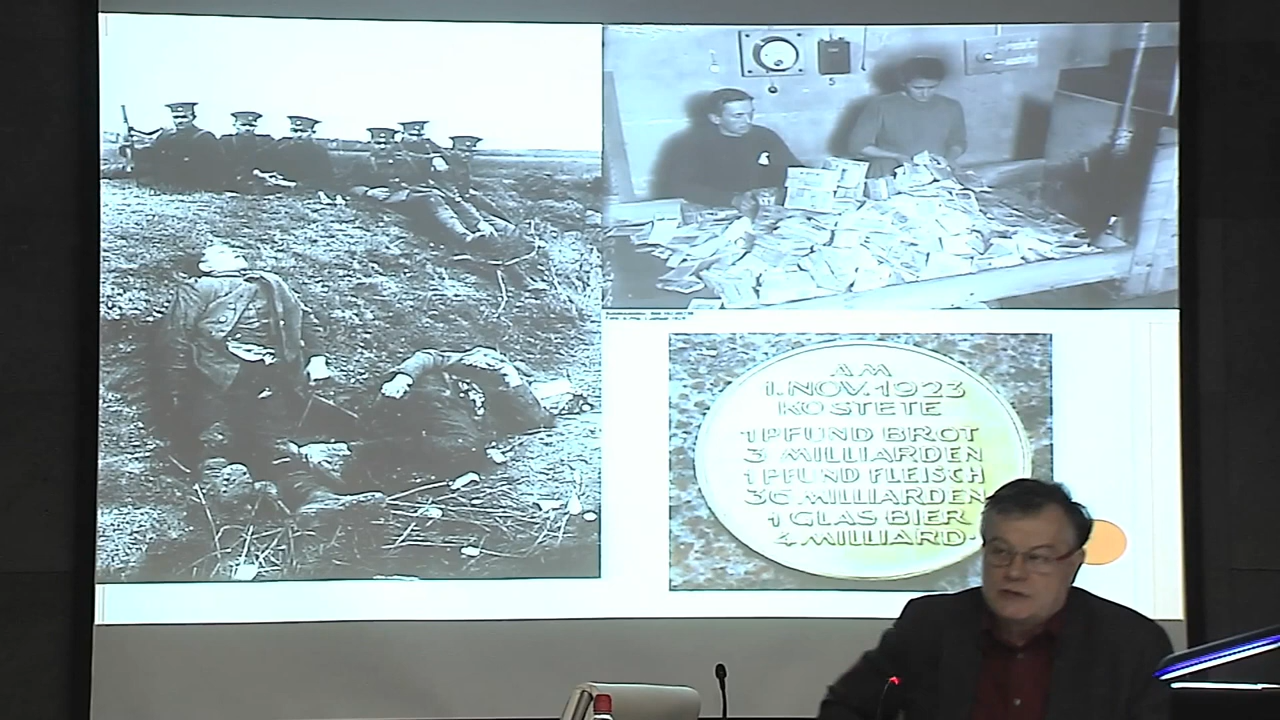 AM
1. NOV. 1923
KOSTETE
1 PFUND BROT
3 MILLIARDEN
1 PFUND FLEISCH
36 MILLIARDEN
1 GLAS BIER
4 MILLIARD.